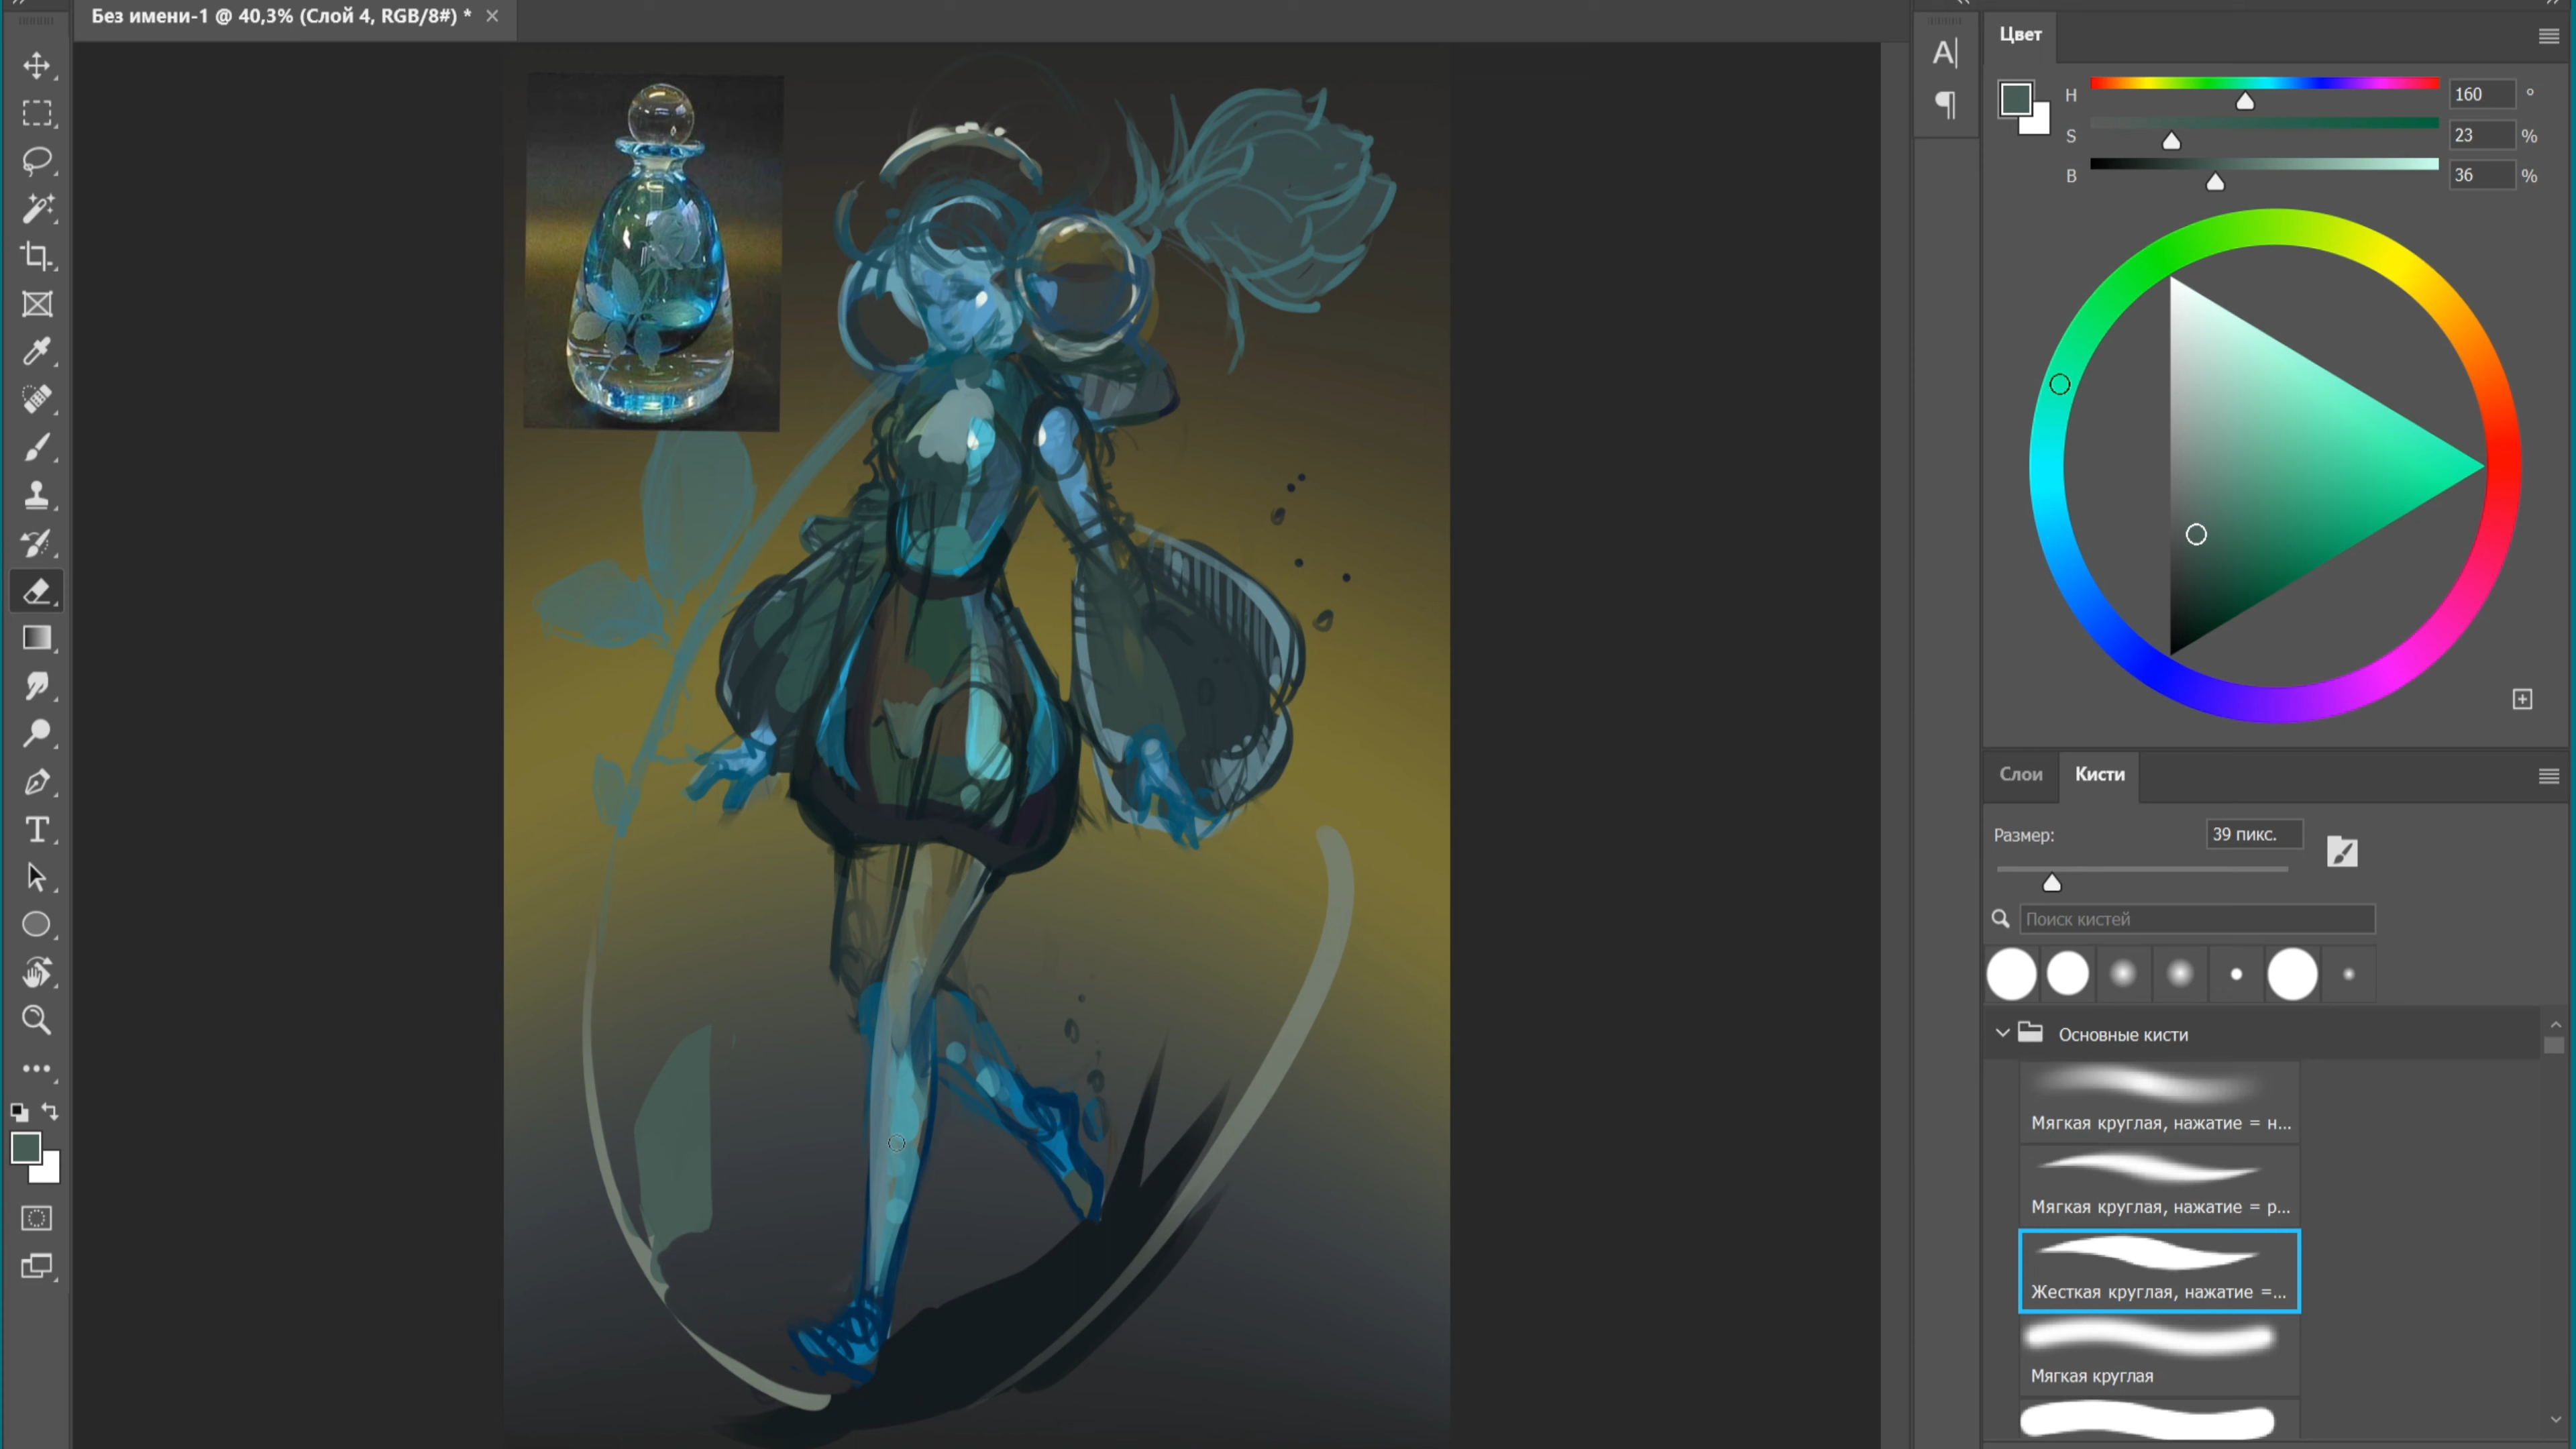 Без имени-1 @ 40,3% (Слой 4, RGB/8#) *
Цвет
H 160 °
S 23 %
B 36 %
Слои Кисти
Размер: 39 пикс.
Поиск кистей
Основные кисти
Мягкая круглая, нажатие = н...
Мягкая круглая, нажатие = р...
Жесткая круглая, нажатие =...
Мягкая круглая